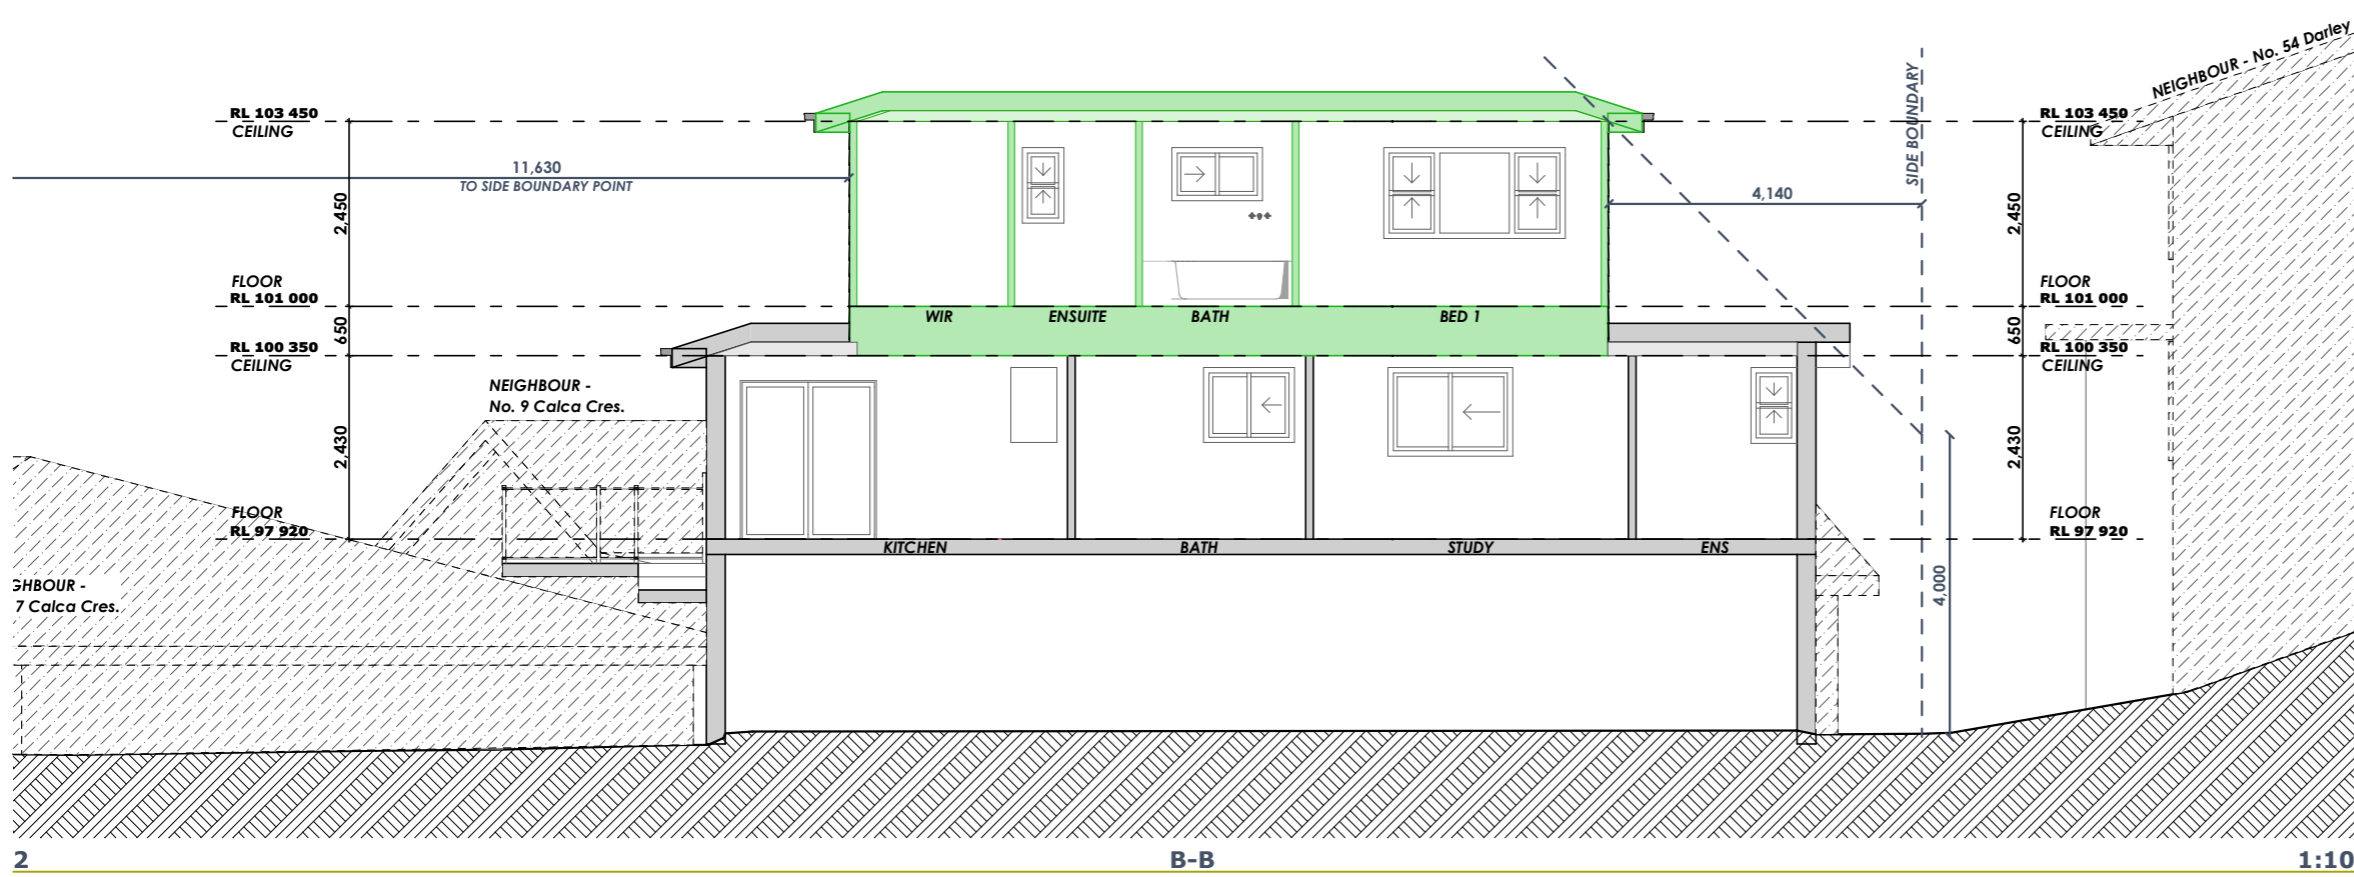 NEIGHBOUR - No. 54 Darley
RL 103 450
CEILING
SIDE BOUNDARY
RL 103 450
CEILING
11,630
TO SIDE BOUNDARY POINT
4,140
2,450
2,450
FLOOR
RL 101 000
FLOOR
RL 101 000
WIR
ENSUITE
BATH
BED 1
650
650
RL 100 350
CEILING
RL 100 350
CEILING
NEIGHBOUR -
No. 9 Calca Cres.
2,430
2,430
FLOOR
RL 97 920
FLOOR
RL 97 920
KITCHEN
BATH
STUDY
ENS
GHBOUR -
7 Calca Cres.
4,000
2
B-B
1:10